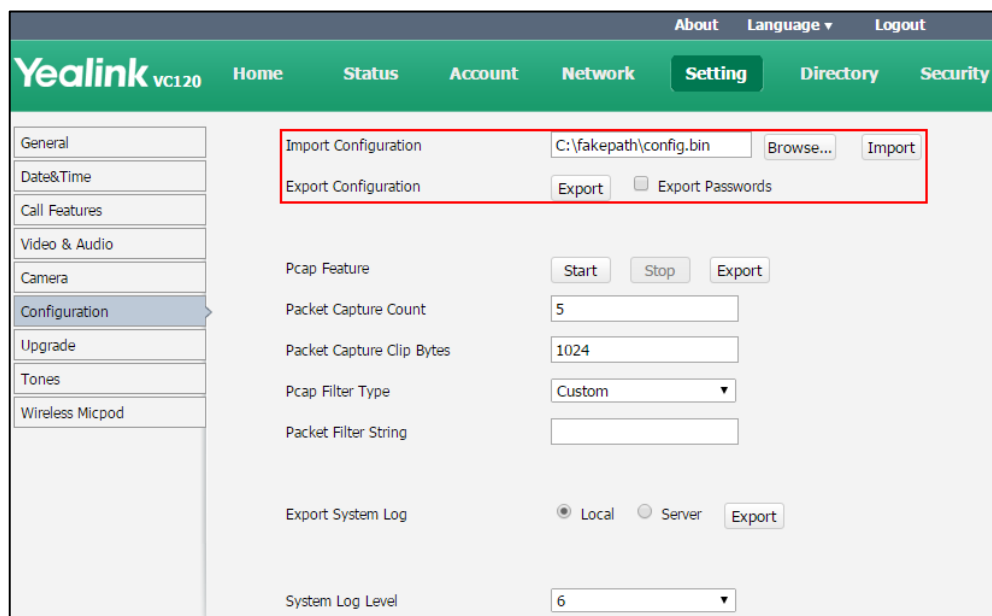 About Language ▾ Logout
Yealink VC120 Home Status Account Network Setting Directory Security
General
Date&Time
Call Features
Video & Audio
Camera
Configuration
Upgrade
Tones
Wireless Micpod
Import Configuration C:\fakepath\config.bin Browse... Import
Export Configuration Export Export Passwords
Pcap Feature Start Stop Export
Packet Capture Count 5
Packet Capture Clip Bytes 1024
Pcap Filter Type Custom ▼
Packet Filter String
Export System Log Local Server Export
System Log Level 6 ▼